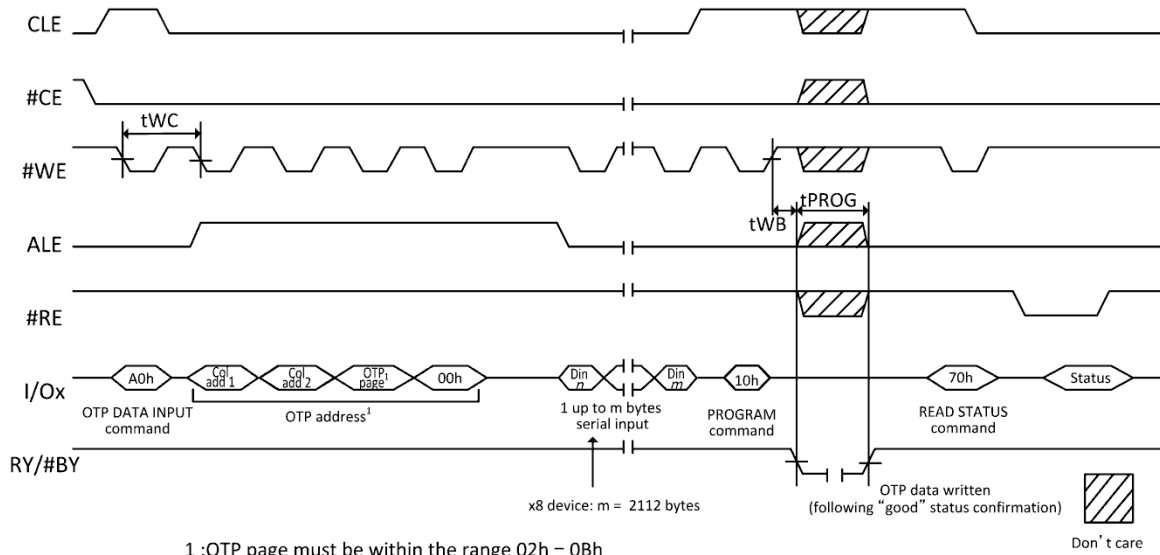 CLE
#CE
tWC
#WE
tPROG
tWB
ALE
#RE
I/Ox
A0h
Col
add 1
Col
add 2
OTP1
page
00h
Din
n
Din
m
10h
70h
Status
OTP DATA INPUT
command
OTP address1
1 up to m bytes
serial input
PROGRAM
command
READ STATUS
command
RY/#BY
x8 device: m = 2112 bytes
OTP data written
(following “good” status confirmation)
Don’t care
1 :OTP page must be within the range 02h – 0Bh